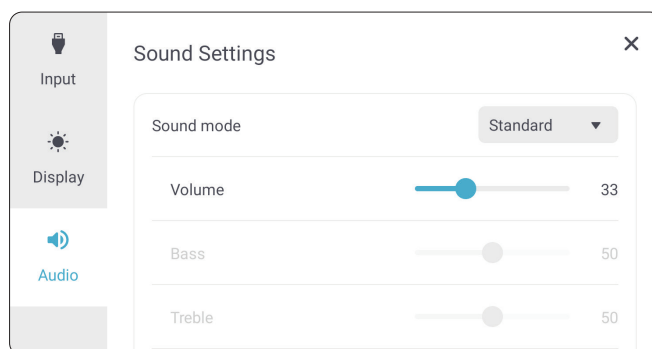 Input
Display
Audio
Sound Settings
Sound mode Standard
Volume 33
Bass 50
Treble 50